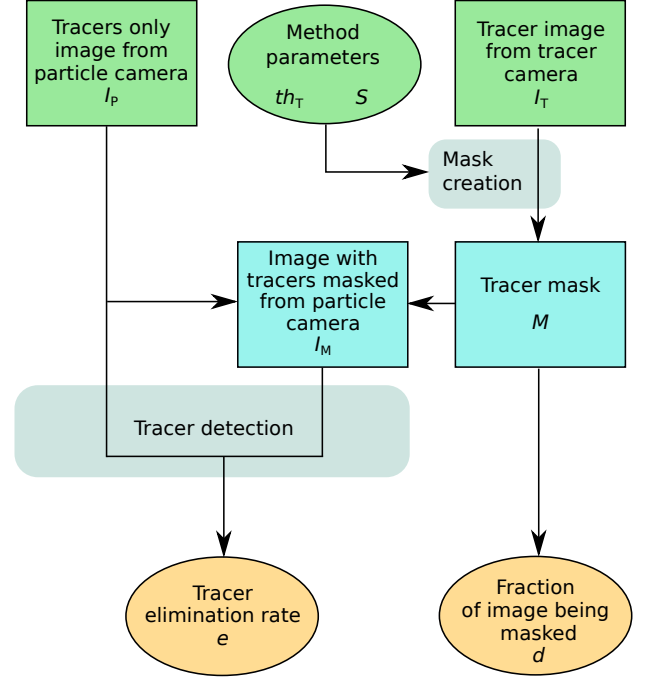 Tracers only
image from
particle camera
I_P
Method
parameters
th_T S
Tracer image
from tracer
camera
I_T
Mask
creation
Image with
tracers masked
from particle
camera
I_M
Tracer mask
M
Tracer detection
Tracer
elimination rate
e
Fraction
of image being
masked
d